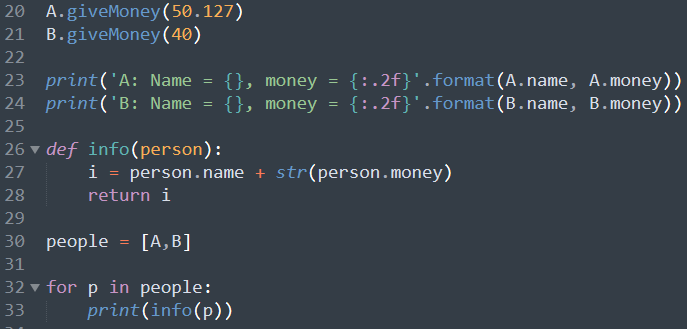 20 A.giveMoney(50.127)
21 B.giveMoney(40)
22
23 print('A: Name = {}, money = {:.2f}'.format(A.name, A.money))
24 print('B: Name = {}, money = {:.2f}'.format(B.name, B.money))
25
26 def info(person):
27     i = person.name + str(person.money)
28     return i
29
30 people = [A,B]
31
32 for p in people:
33     print(info(p))